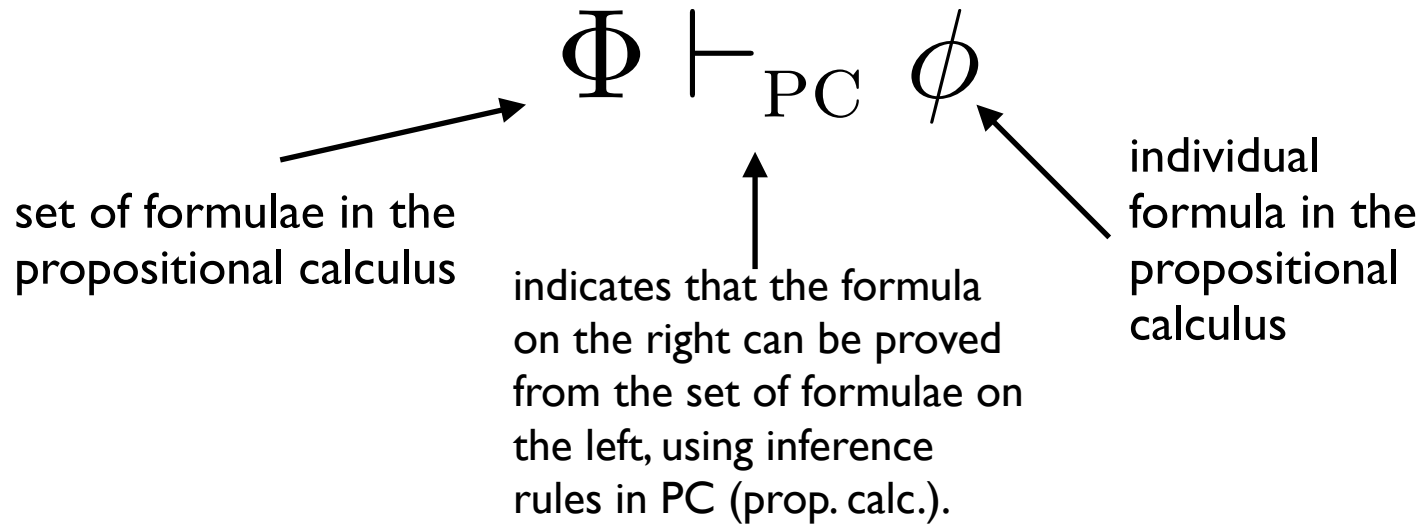 Φ ⊢PC ϕ
set of formulae in the
propositional calculus
indicates that the formula
on the right can be proved
from the set of formulae on
the left, using inference
rules in PC (prop. calc.).
individual
formula in the
propositional
calculus